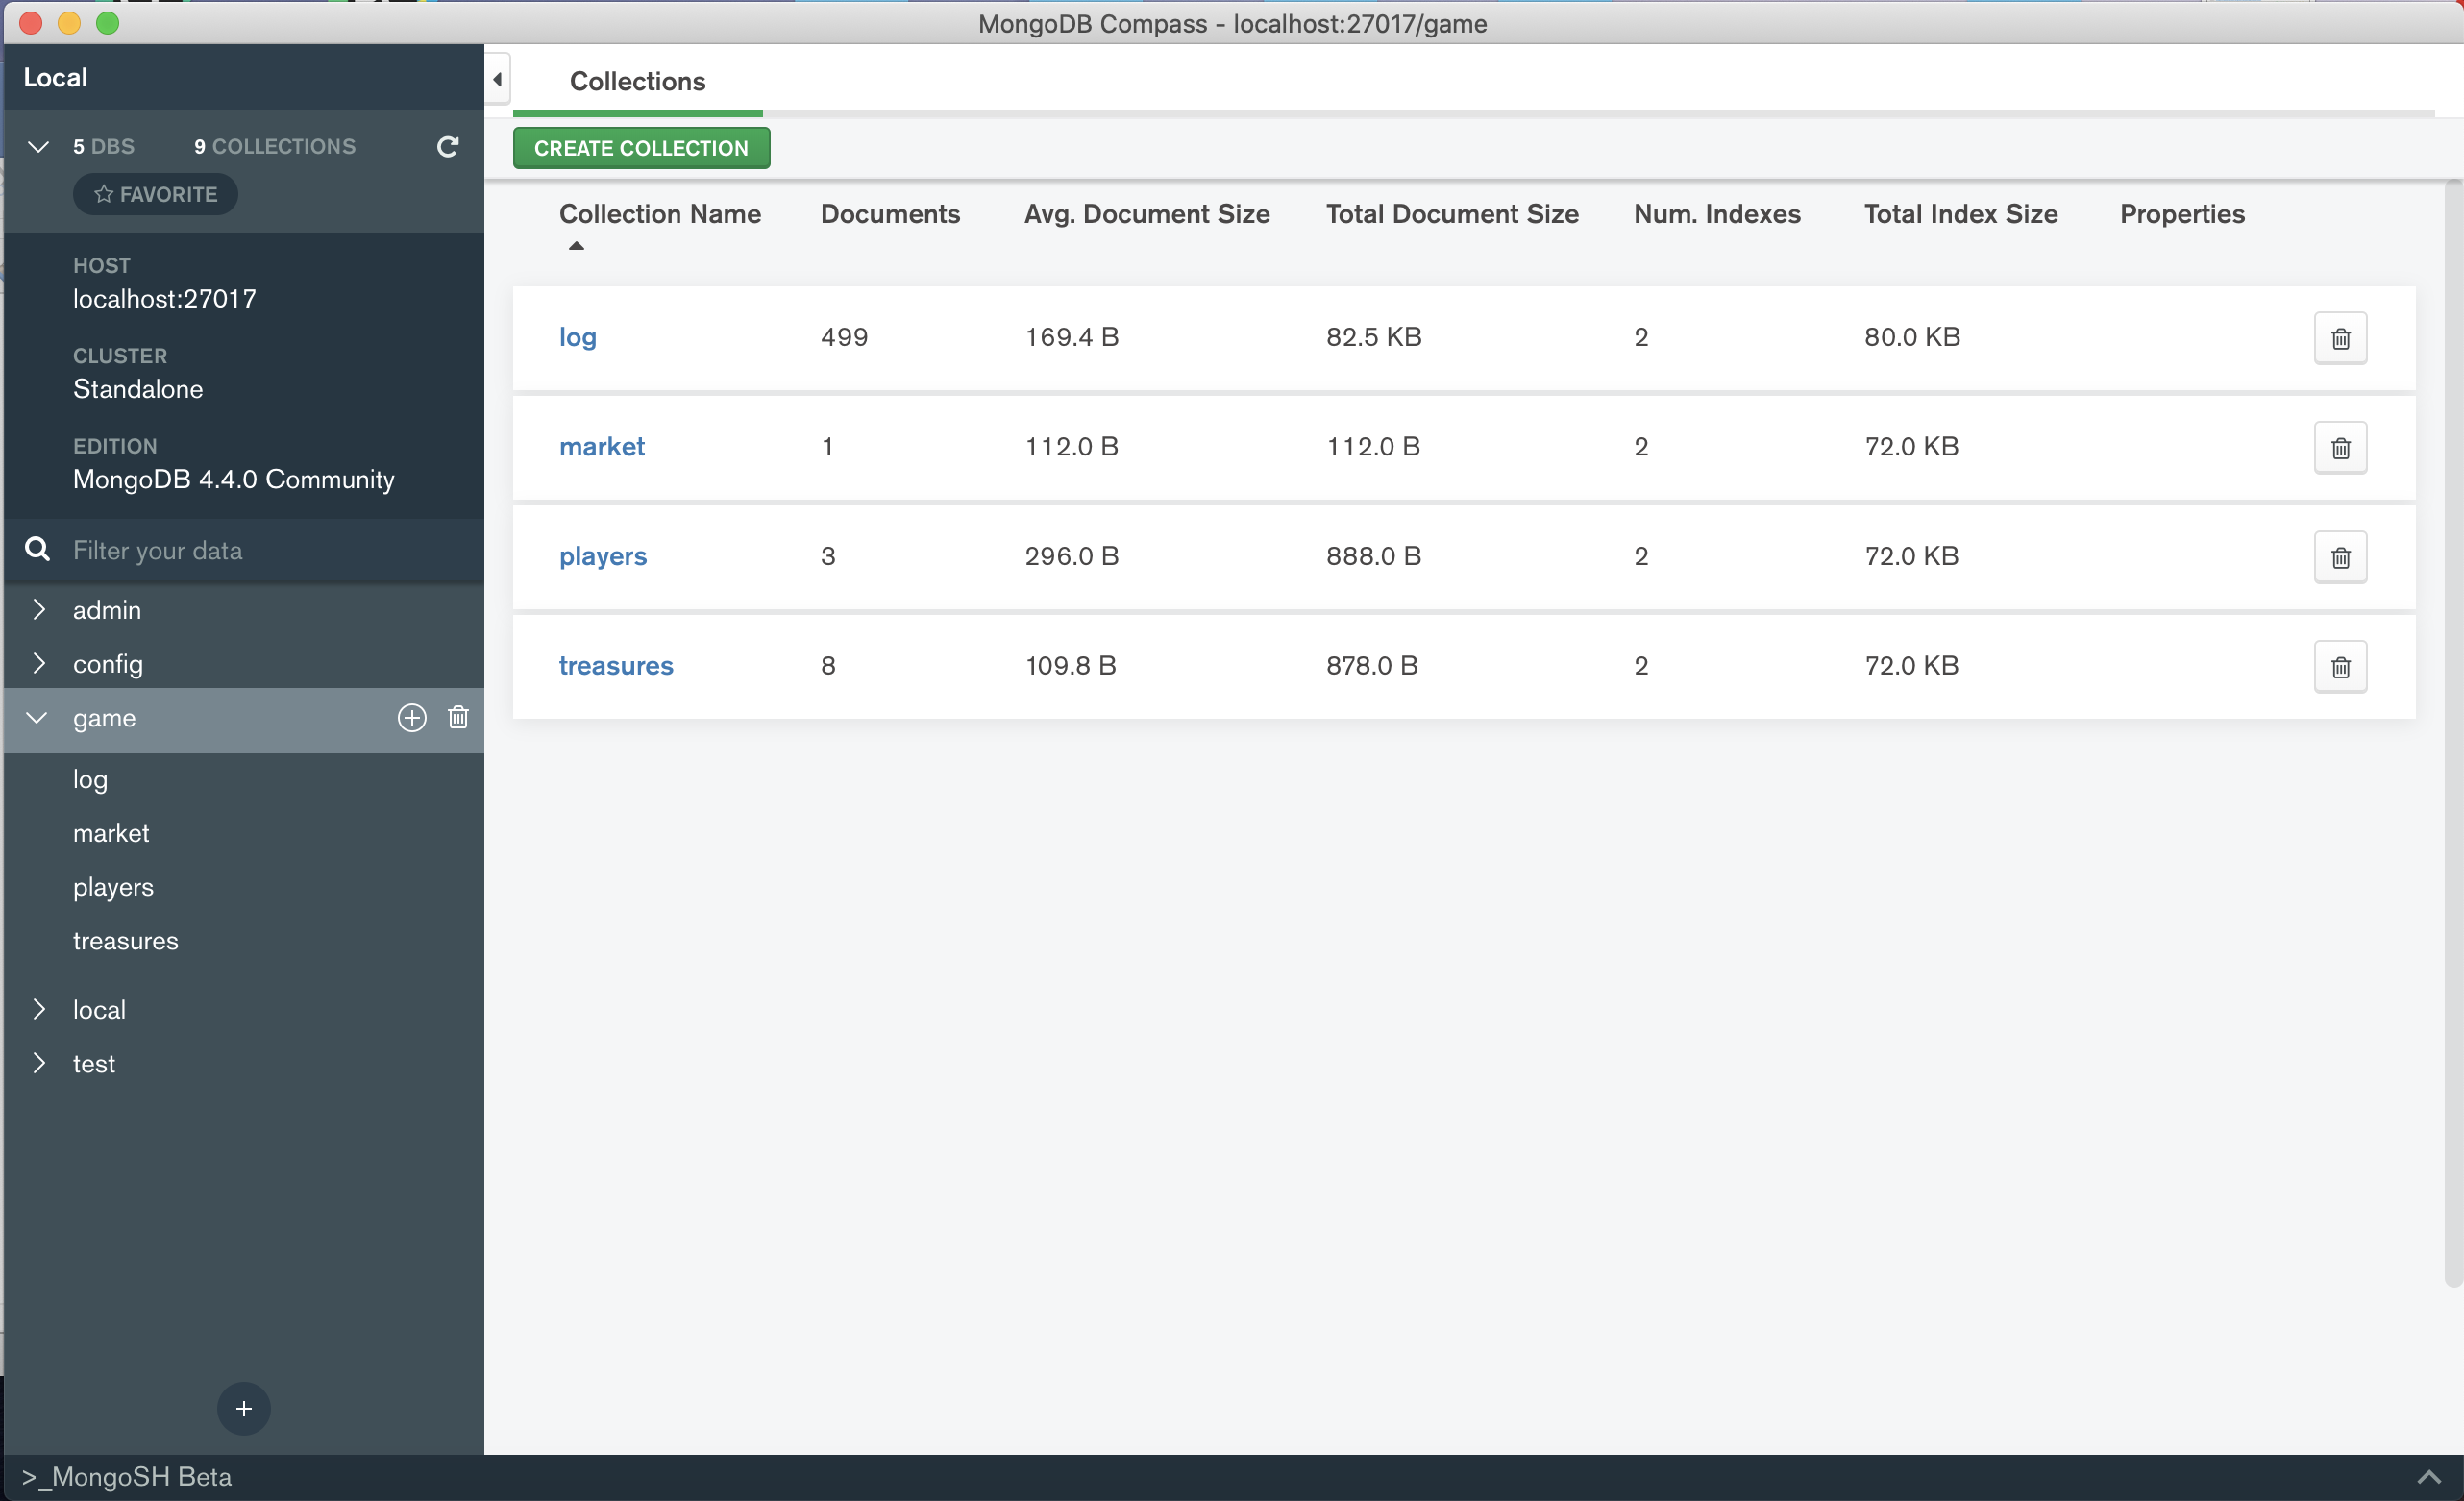 MongoDB Compass - localhost:27017/game
Local
5 DBS 9 COLLECTIONS
FAVORITE
HOST
localhost:27017
CLUSTER
Standalone
EDITION
MongoDB 4.4.0 Community
Filter your data
admin
config
game
log
market
players
treasures
local
test
+
Collections
CREATE COLLECTION
Collection Name Documents Avg. Document Size Total Document Size Num. Indexes Total Index Size Properties
log 499 169.4 B 82.5 KB 2 80.0 KB
market 1 112.0 B 112.0 B 2 72.0 KB
players 3 296.0 B 888.0 B 2 72.0 KB
treasures 8 109.8 B 878.0 B 2 72.0 KB
>_MongoSH Beta